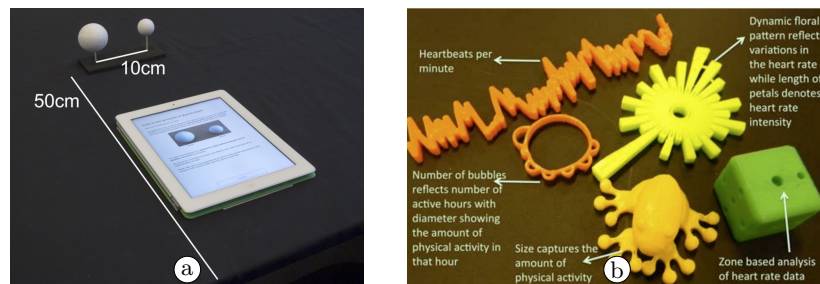 10cm
50cm
a
Heartbeats per
minute
Dynamic floral
pattern reflect
variations in
the heart rate
while length of
petals denotes
heart rate
intensity
Number of bubbles
reflects number of
active hours with
diameter showing
the amount of
physical activity in
that hour
Size captures the
amount of
physical activity
Zone based analysis
of heart rate data
b